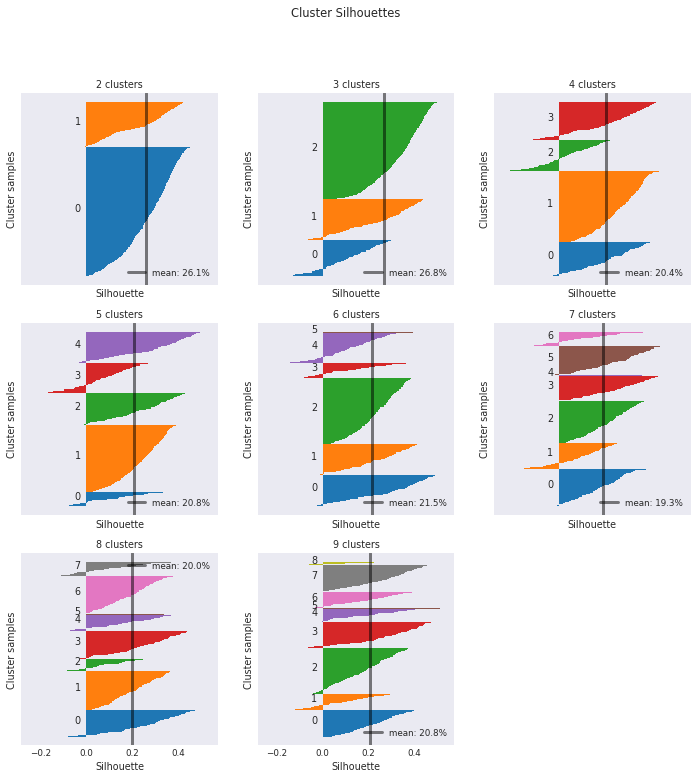 Cluster Silhouettes
2 clusters
Cluster samples
1
0
mean: 26.1%
Silhouette
3 clusters
Cluster samples
2
1
0
mean: 26.8%
Silhouette
4 clusters
Cluster samples
3
2
1
0
mean: 20.4%
Silhouette
5 clusters
Cluster samples
4
3
2
1
0
mean: 20.8%
Silhouette
6 clusters
Cluster samples
5
4
3
2
1
0
mean: 21.5%
Silhouette
7 clusters
Cluster samples
6
5
4
3
2
1
0
mean: 19.3%
Silhouette
8 clusters
Cluster samples
7
6
5
4
3
2
1
0
mean: 20.0%
−0.2 0.0 0.2 0.4
Silhouette
9 clusters
Cluster samples
8
7
6
5
4
3
2
1
0
mean: 20.8%
−0.2 0.0 0.2 0.4
Silhouette